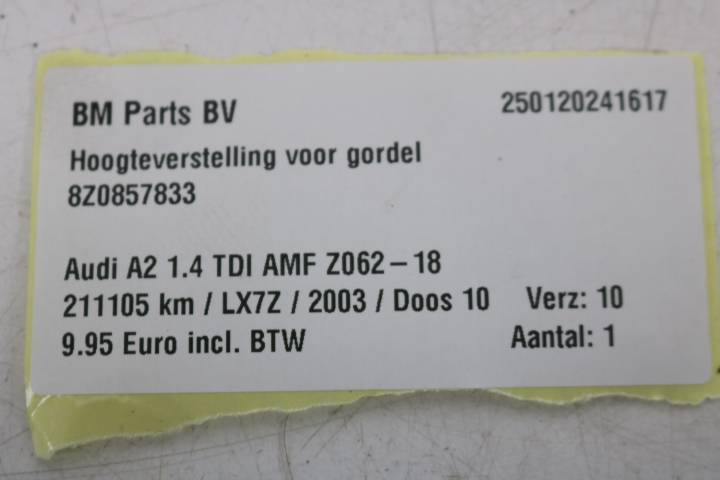 BM Parts BV 250120241617
Hoogteverstelling voor gordel
8Z0857833
Audi A2 1.4 TDI AMF Z062-18
211105 km / LX7Z / 2003 / Doos 10 Verz: 10
9.95 Euro incl. BTW Aantal: 1